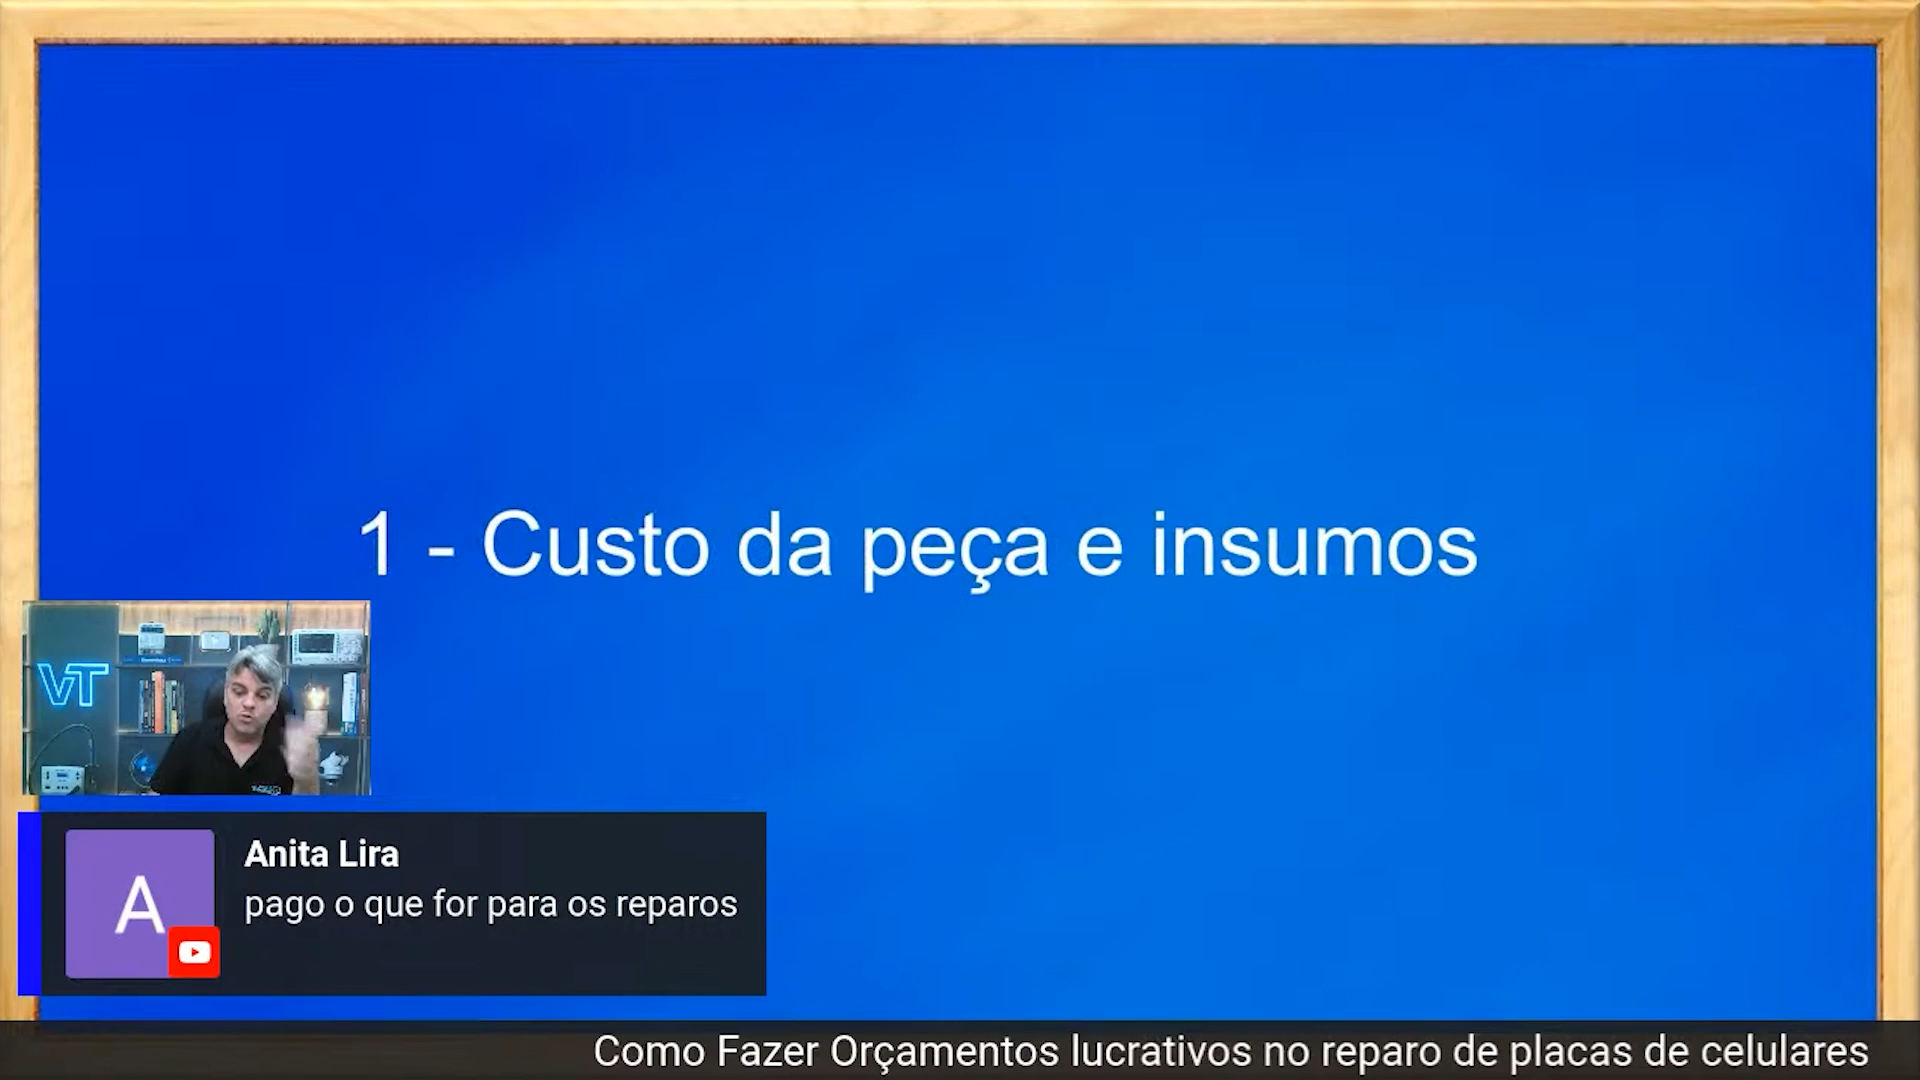 1 - Custo da peça e insumos
VT
Anita Lira
A
pago o que for para os reparos
Como Fazer Orçamentos lucrativos no reparo de placas de celulares